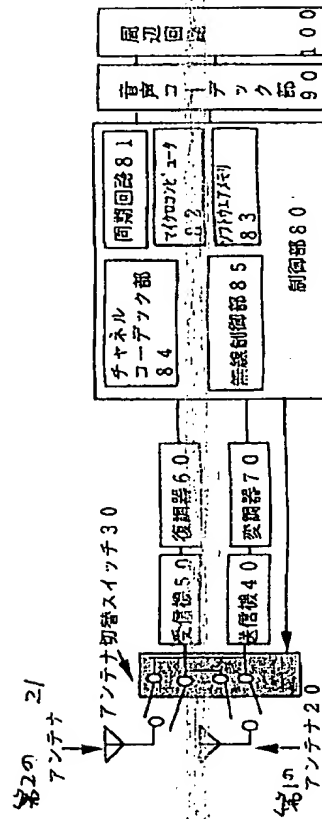 第2の 21
アンテナ
アンテナ切替スイッチ30
受信機50
復調器60
送信機40
変調器70
第1の
アンテナ20
チャネル
コーデック部
84
同期回路81
マイクロコンピュータ
82
ソフトウエアメモリ
83
無線制御部85
制御部80
音声コーデック部
90
周辺回路
100